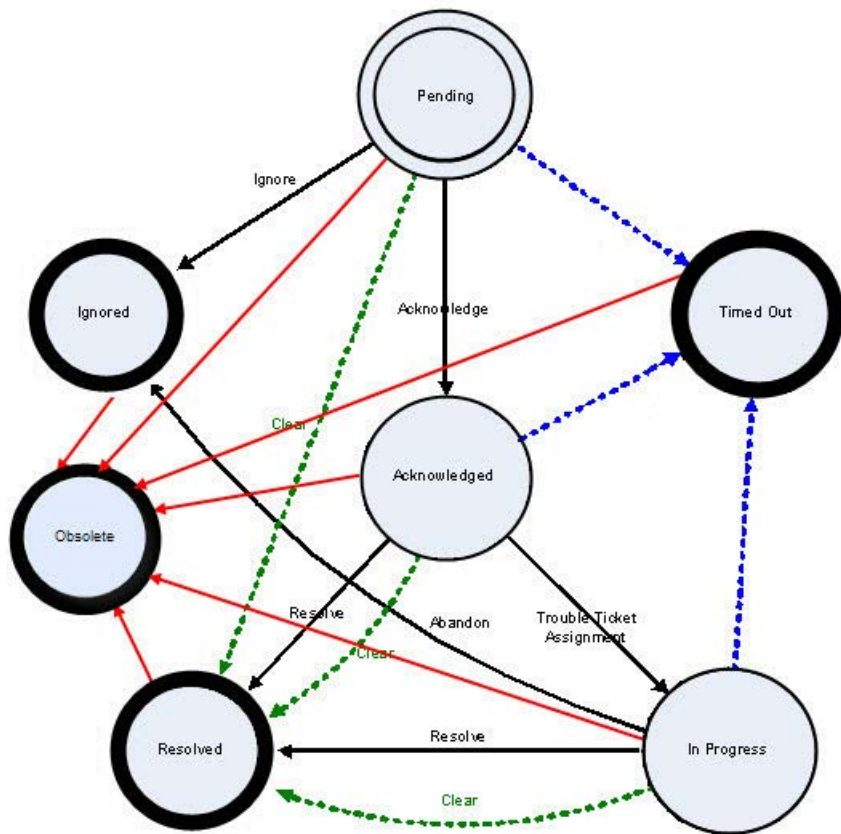 Pending
Ignore
Ignored
Acknowledge
Timed Out
Clear
Acknowledged
Obsolete
Resolve
Abandon
Trouble Ticket
Assignment
Clear
Resolved
Resolve
In Progress
Clear